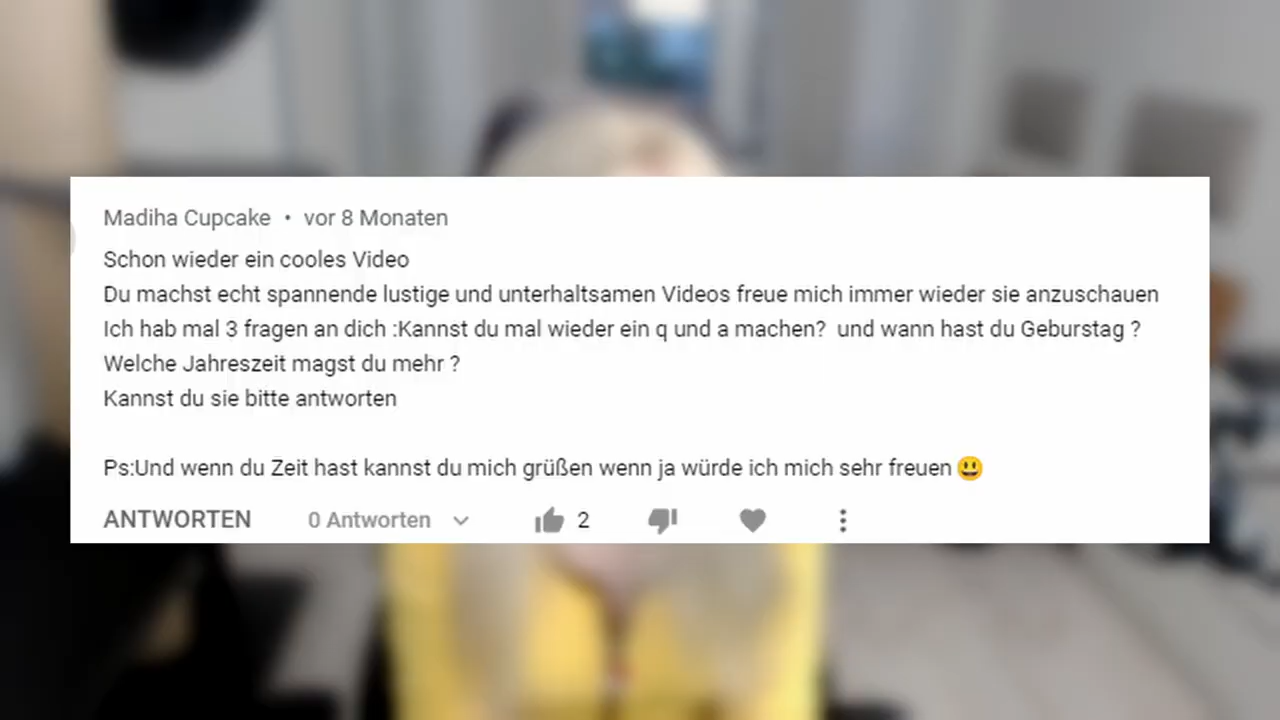 Madiha Cupcake • vor 8 Monaten
Schon wieder ein cooles Video
Du machst echt spannende lustige und unterhaltsamen Videos freue mich immer wieder sie anzuschauen
Ich hab mal 3 fragen an dich :Kannst du mal wieder ein q und a machen?  und wann hast du Geburstag ?
Welche Jahreszeit magst du mehr ?
Kannst du sie bitte antworten
Ps:Und wenn du Zeit hast kannst du mich grüßen wenn ja würde ich mich sehr freuen 😃
ANTWORTEN 0 Antworten 2